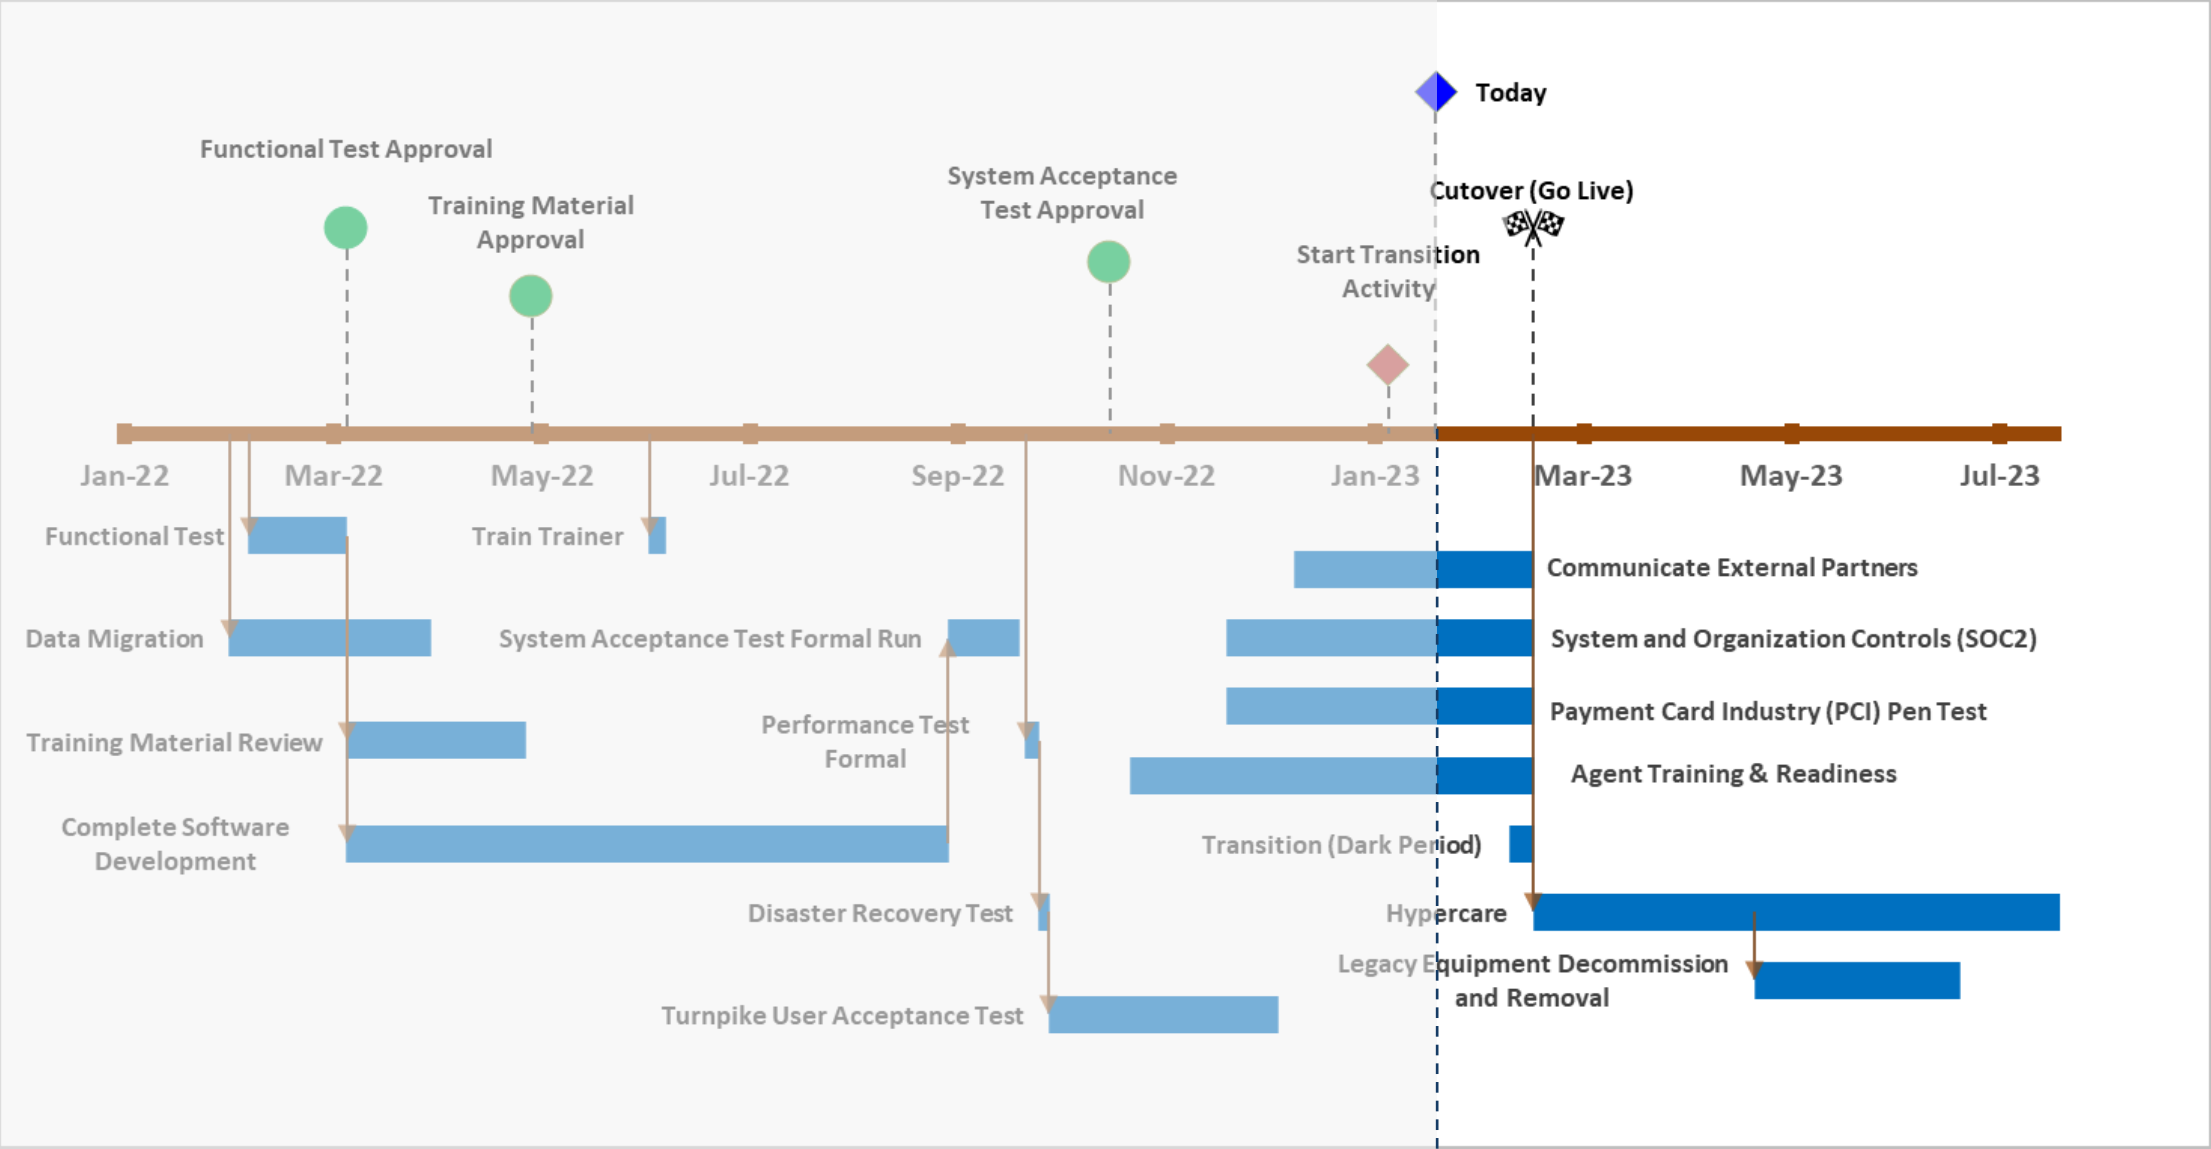 Today
Functional Test Approval
System Acceptance
Test Approval
Cutover (Go Live)
Training Material
Approval
Start Transition
Activity
Jan-22
Mar-22
May-22
Jul-22
Sep-22
Nov-22
Jan-23
Mar-23
May-23
Jul-23
Functional Test
Train Trainer
Communicate External Partners
Data Migration
System Acceptance Test Formal Run
System and Organization Controls (SOC2)
Training Material Review
Performance Test
Formal
Payment Card Industry (PCI) Pen Test
Agent Training & Readiness
Complete Software
Development
Transition (Dark Period)
Disaster Recovery Test
Hypercare
Legacy Equipment Decommission
and Removal
Turnpike User Acceptance Test